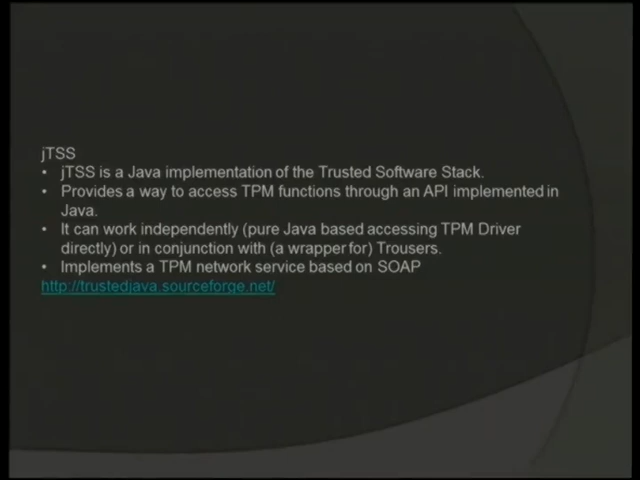 jTSS
• jTSS is a Java implementation of the Trusted Software Stack.
• Provides a way to access TPM functions through an API implemented in
Java.
• It can work independently (pure Java based accessing TPM Driver
directly) or in conjunction with (a wrapper for) Trousers.
• Implements a TPM network service based on SOAP
http://trustedjava.sourceforge.net/